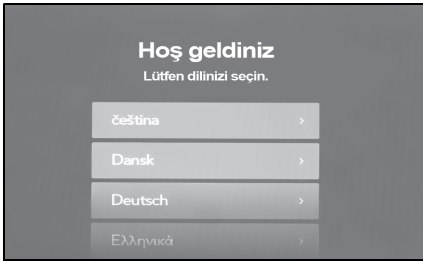 Hoş geldiniz
Lütfen dilinizi seçin.
čeština
Dansk
Deutsch
Ελληνικά